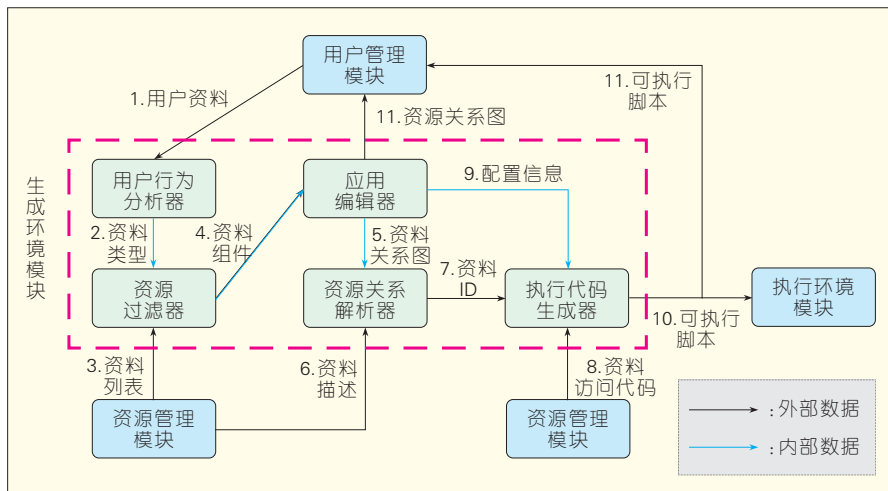 用户管理
模块
1.用户资料
11.资源关系图
11.可执行
脚本
生成环境模块
用户行为
分析器
应用
编辑器
9.配置信息
2.资料
类型
4.资料
组件
5.资料
关系图
7.资料
ID
资源
过滤器
资源关系
解析器
执行代码
生成器
执行环境
模块
10.可执行
脚本
3.资料
列表
6.资料
描述
8.资料
访问代码
资源管理
模块
资源管理
模块
:外部数据
:内部数据